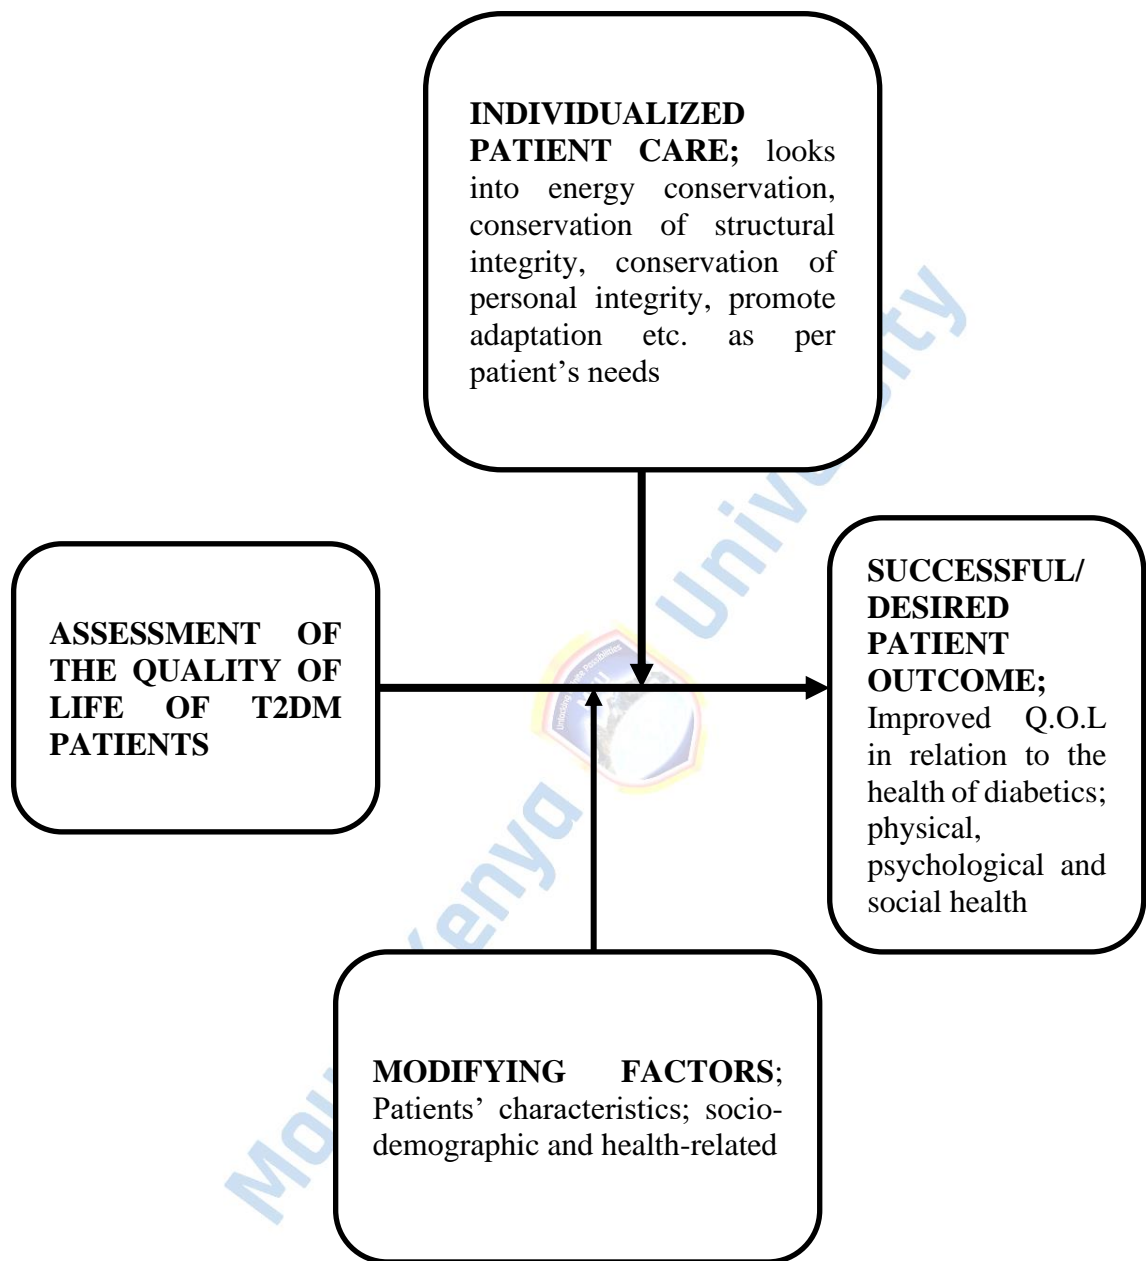 INDIVIDUALIZED
PATIENT CARE; looks
into energy conservation,
conservation of structural
integrity, conservation of
personal integrity, promote
adaptation etc. as per
patient’s needs
ASSESSMENT OF
THE QUALITY OF
LIFE OF T2DM
PATIENTS
SUCCESSFUL/
DESIRED
PATIENT
OUTCOME;
Improved Q.O.L
in relation to the
health of diabetics;
physical,
psychological and
social health
MODIFYING FACTORS;
Patients’ characteristics; socio-
demographic and health-related
Kenya